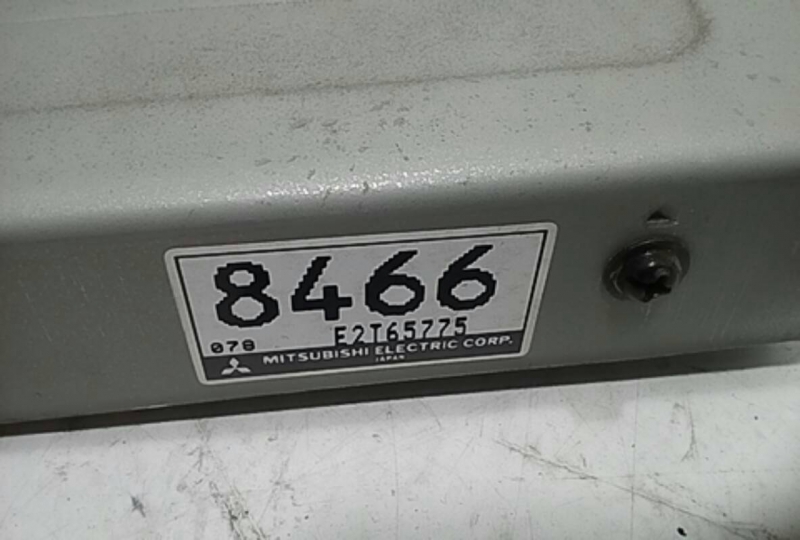 8466
078 E2T65775
MITSUBISHI ELECTRIC CORP.
JAPAN